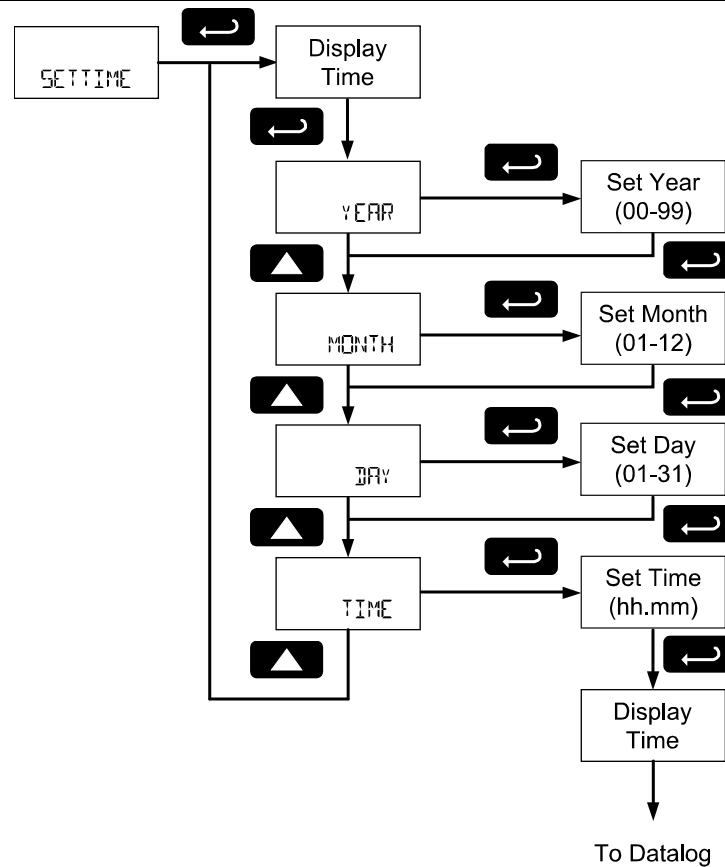 SETTIME
Display
Time
YEAR
Set Year
(00-99)
MONTH
Set Month
(01-12)
DAY
Set Day
(01-31)
TIME
Set Time
(hh.mm)
Display
Time
To Datalog